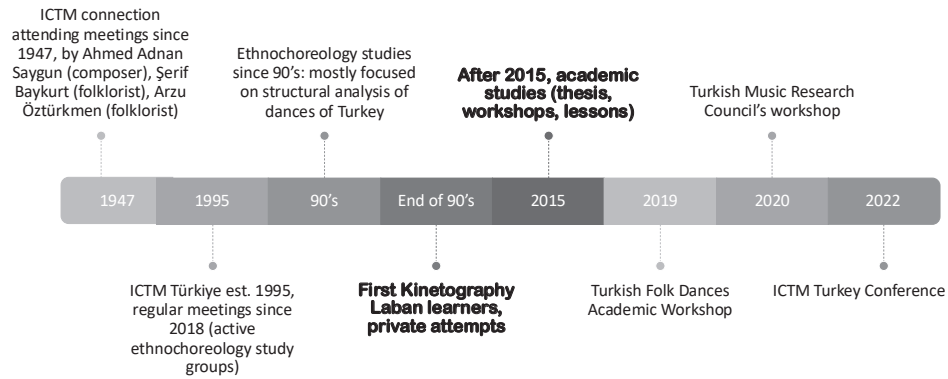 ICTM connection
attending meetings since
1947, by Ahmed Adnan
Saygun (composer), Şerif
Baykurt (folklorist), Arzu
Öztürkmen (folklorist)
Ethnochoreology studies
since 90's: mostly focused
on structural analysis of
dances of Turkey
After 2015, academic
studies (thesis,
workshops, lessons)
Turkish Music Research
Council's workshop
1947
1995
90's
End of 90's
2015
2019
2020
2022
ICTM Türkiye est. 1995,
regular meetings since
2018 (active
ethnochoreology study
groups)
First Kinetography
Laban learners,
private attempts
Turkish Folk Dances
Academic Workshop
ICTM Turkey Conference